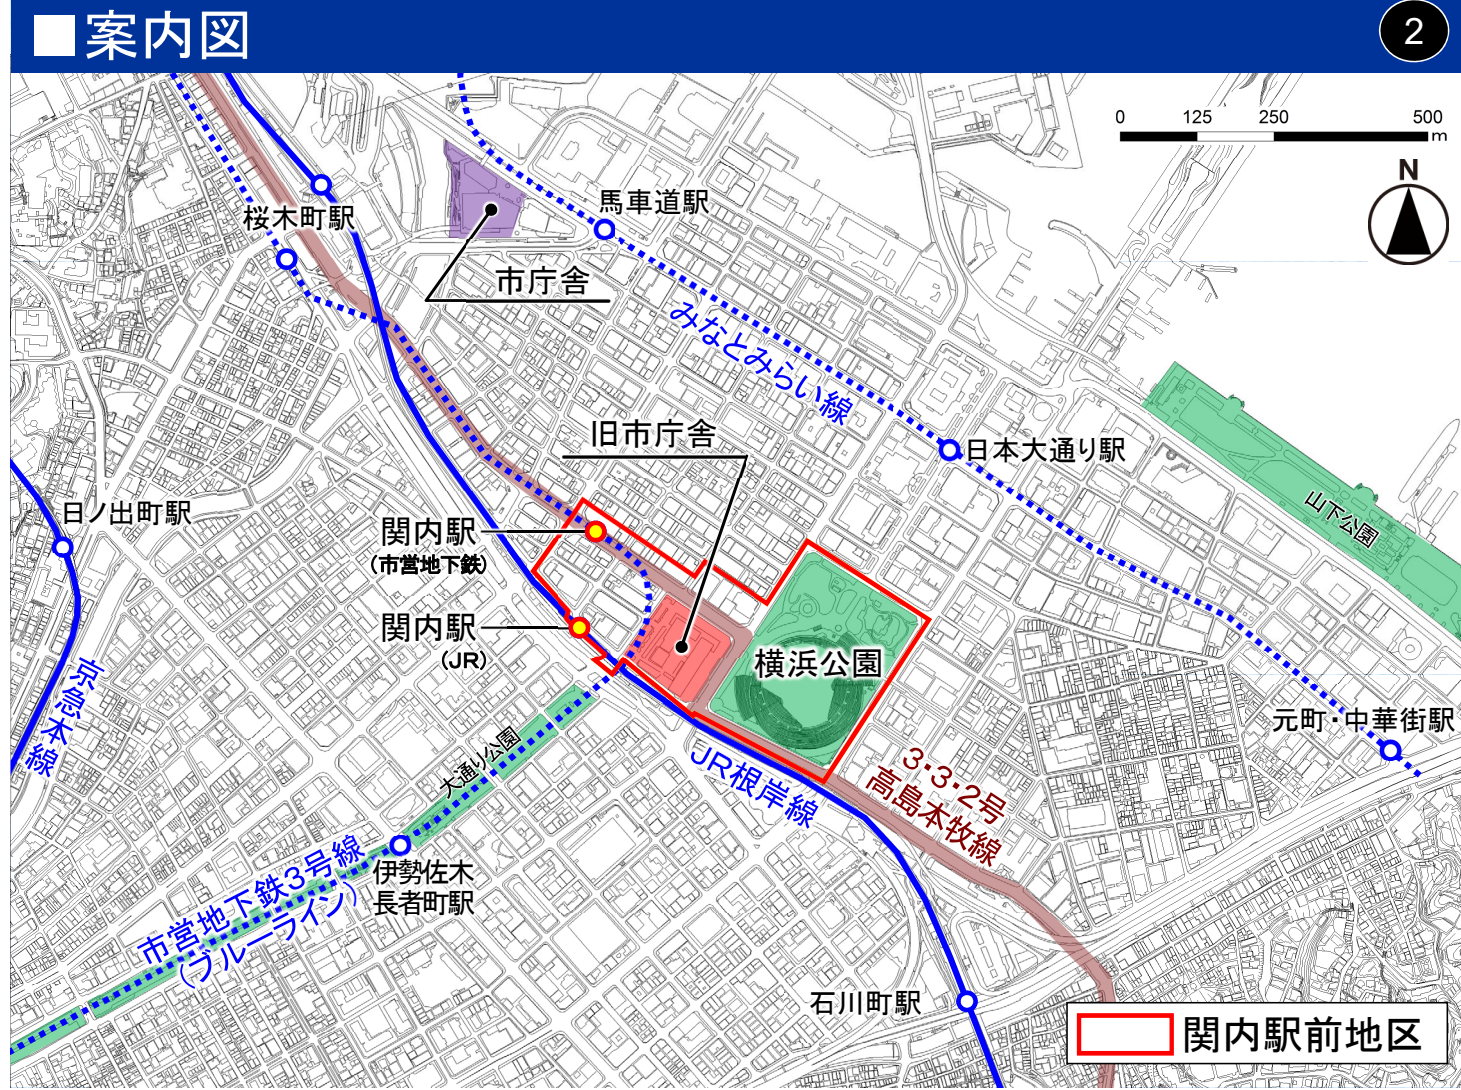 ■案内図
2
0 125 250 500
m
N
桜木町駅
馬車道駅
市庁舎
みなとみらい線
旧市庁舎
日本大通り駅
山下公園
日ノ出町駅
関内駅
(市営地下鉄)
関内駅
(JR)
横浜公園
京急本線
元町・中華街駅
大通り公園
JR根岸線
3・3・2号
高島本牧線
市営地下鉄3号線
(ブルーライン)
伊勢佐木
長者町駅
石川町駅
関内駅前地区